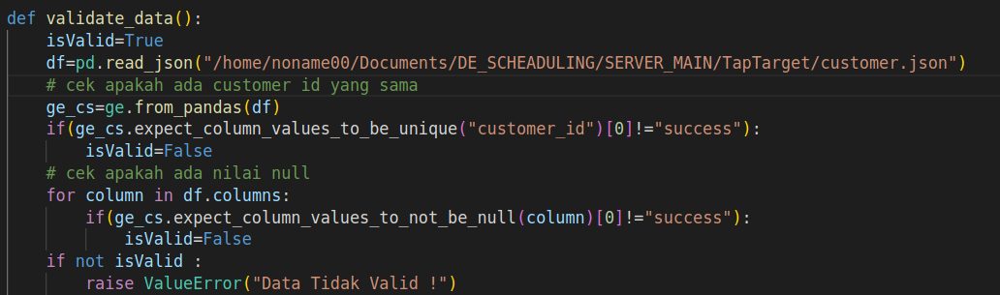 def validate_data():
    isValid=True
    df=pd.read_json("/home/noname00/Documents/DE_SCHEADULING/SERVER_MAIN/TapTarget/customer.json")
    # cek apakah ada customer id yang sama
    ge_cs=ge.from_pandas(df)
    if(ge_cs.expect_column_values_to_be_unique("customer_id")[0]!="success"):
        isValid=False
    # cek apakah ada nilai null
    for column in df.columns:
        if(ge_cs.expect_column_values_to_not_be_null(column)[0]!="success"):
            isValid=False
    if not isValid :
        raise ValueError("Data Tidak Valid !")